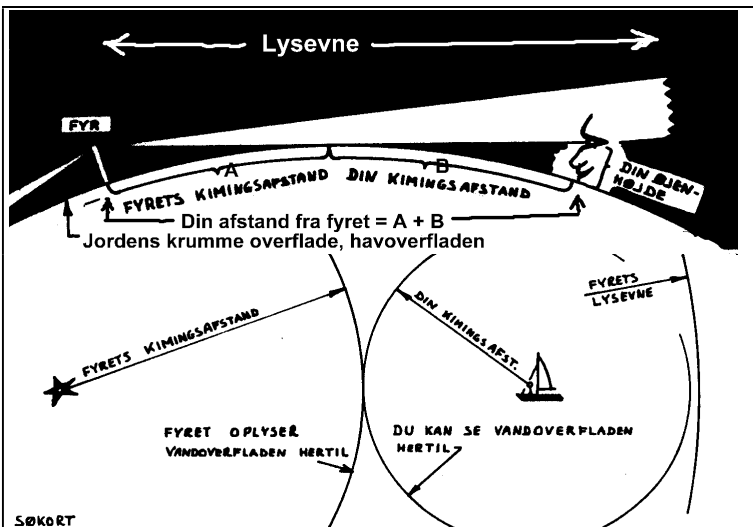 Lysevne
FYR
A
B
FYRETS KIMINGSAFSTAND
DIN KIMINGSAFSTAND
DIN ØJEN-
HØJDE
Din afstand fra fyret = A + B
Jordens krumme overflade, havoverfladen
FYRETS
LYSEVNE
FYRETS KIMINGSAFSTAND
DIN KIMINGSAFST.
FYRET OPLYSER
VANDOVERFLADEN HERTIL
DU KAN SE VANDOVERFLADEN
HERTIL
SØKORT